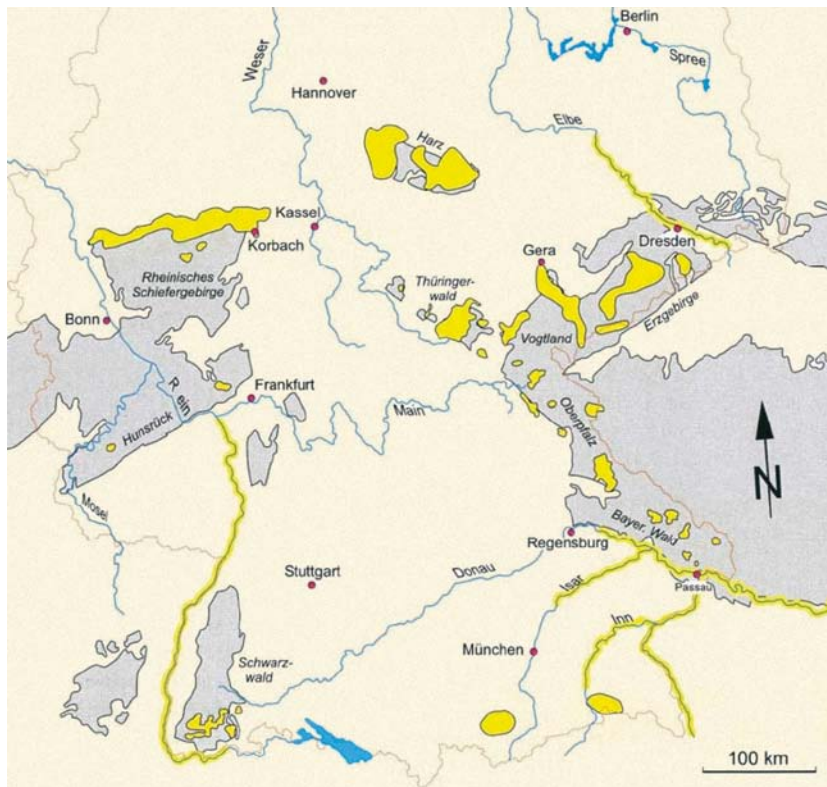 Berlin
Weser
Spree
Hannover
Elbe
Harz
Kassel
Korbach
Dresden
Gera
Rheinisches
Schiefergebirge
Thüringer-
wald
Erzgebirge
Bonn
Vogtland
R ein
Frankfurt
Main
Oberpfalz
Hunsrück
N
Mosel
Bayer. Wald
Regensburg
Donau
Stuttgart
Isar
Passau
Inn
München
Schwarz-
wald
100 km